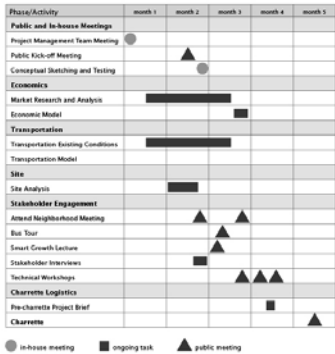 Phase/Activity month 1 month 2 month 3 month 4 month 5
Public and In-house Meetings
Project Management Team Meeting
Public Kick-off Meeting
Conceptual Sketching and Testing
Economics
Market Research and Analysis
Economic Model
Transportation
Transportation Existing Conditions
Transportation Model
Site
Site Analysis
Stakeholder Engagement
Attend Neighborhood Meeting
Bus Tour
Smart Growth Lecture
Stakeholder Interviews
Technical Workshops
Charrette Logistics
Pre-charrette Project Brief
Charrette
in-house meeting ongoing task public meeting